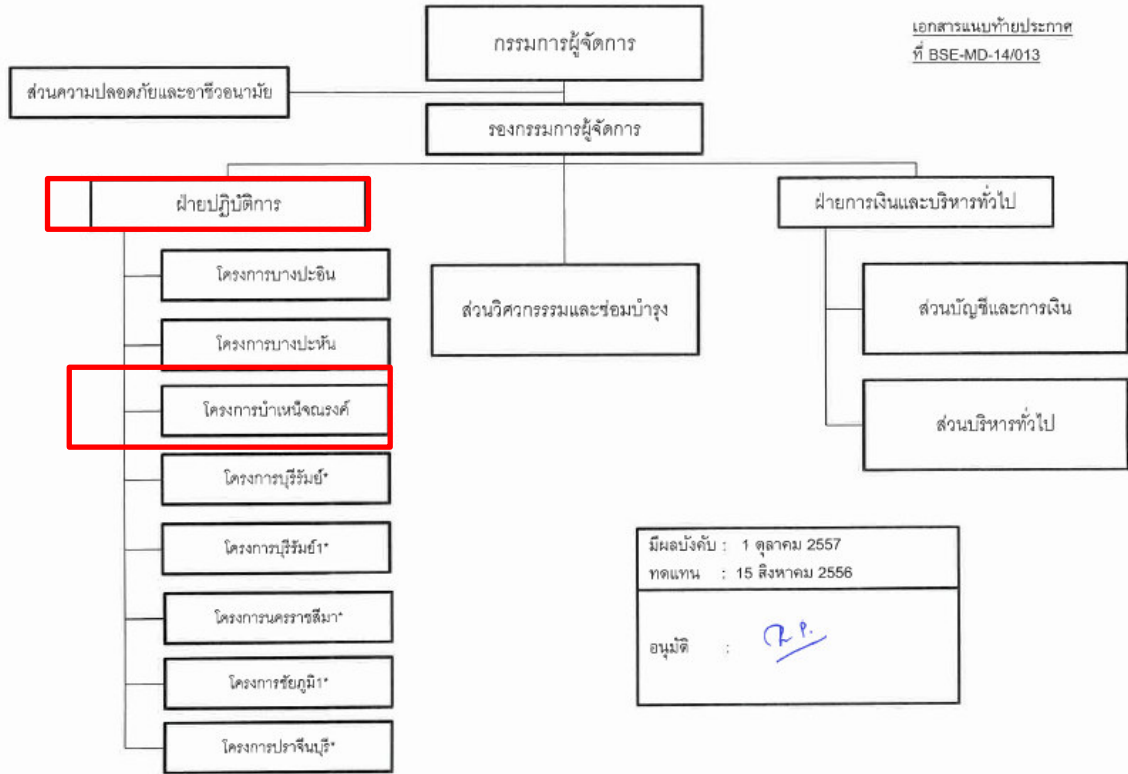 เอกสารแนบท้ายประกาศ
ที่ BSE-MD-14/013
กรรมการผู้จัดการ
ส่วนความปลอดภัยและอาชีวอนามัย
รองกรรมการผู้จัดการ
ฝ่ายปฏิบัติการ
ฝ่ายการเงินและบริหารทั่วไป
โครงการบางปะอิน
โครงการบางปะหัน
โครงการบำเหน็จณรงค์
โครงการบุรีรัมย์*
โครงการบุรีรัมย์1*
โครงการนครราชสีมา*
โครงการชัยภูมิ1*
โครงการปราจีนบุรี*
ส่วนวิศวกรรรมและซ่อมบำรุง
ส่วนบัญชีและการเงิน
ส่วนบริหารทั่วไป
มีผลบังคับ : 1 ตุลาคม 2557
ทดแทน : 15 สิงหาคม 2556
อนุมัติ :